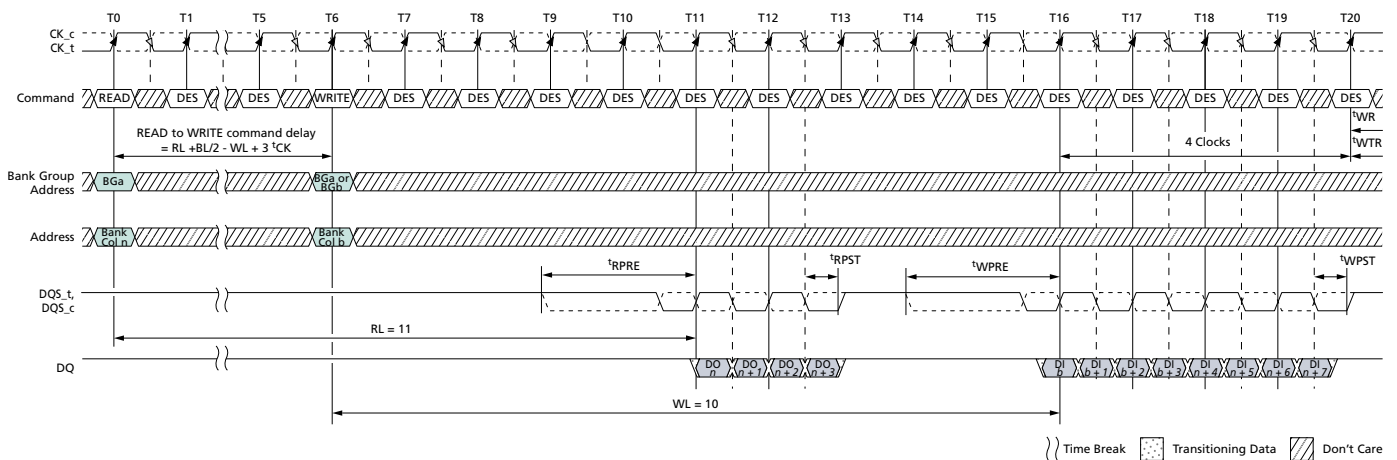 T0 T1 T5 T6 T7 T8 T9 T10 T11 T12 T13 T14 T15 T16 T17 T18 T19 T20
CK_c
CK_t
Command READ DES DES WRITE DES DES DES DES DES DES DES DES DES DES DES DES DES DES
tWR
READ to WRITE command delay
= RL +BL/2 - WL + 3 tCK
4 Clocks
tWTR
Bank Group
Address
BGa
BGa or
BGb
Address
Bank
Col n
Bank
Col b
tRPRE tRPST tWPRE tWPST
DQS_t,
DQS_c
RL = 11
DQ
DO
n
DO
n + 1
DO
n + 2
DO
n + 3
DI
b
DI
b + 1
DI
b + 2
DI
b + 3
DI
n + 4
DI
n + 5
DI
n + 6
DI
n + 7
WL = 10
Time Break Transitioning Data Don't Care